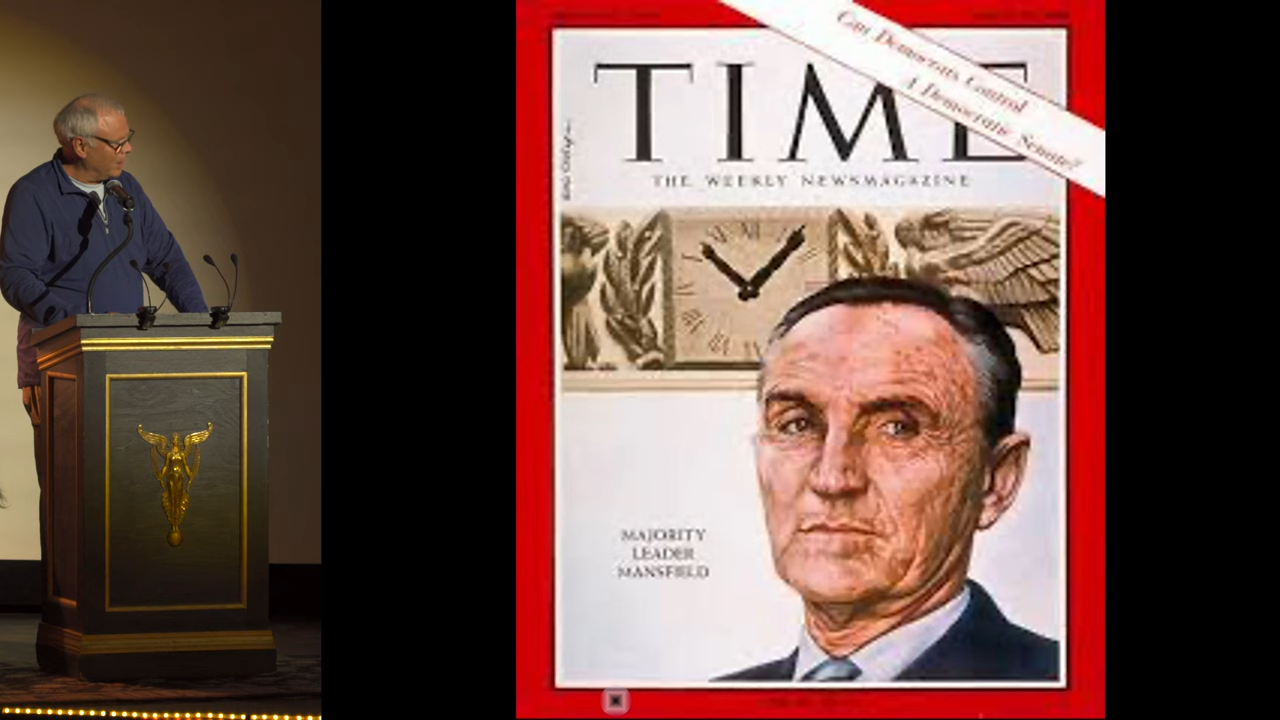 Can Democrats Control
A Democratic Senate?
TIME
THE WEEKLY NEWSMAGAZINE
MAJORITY
LEADER
MANSFIELD